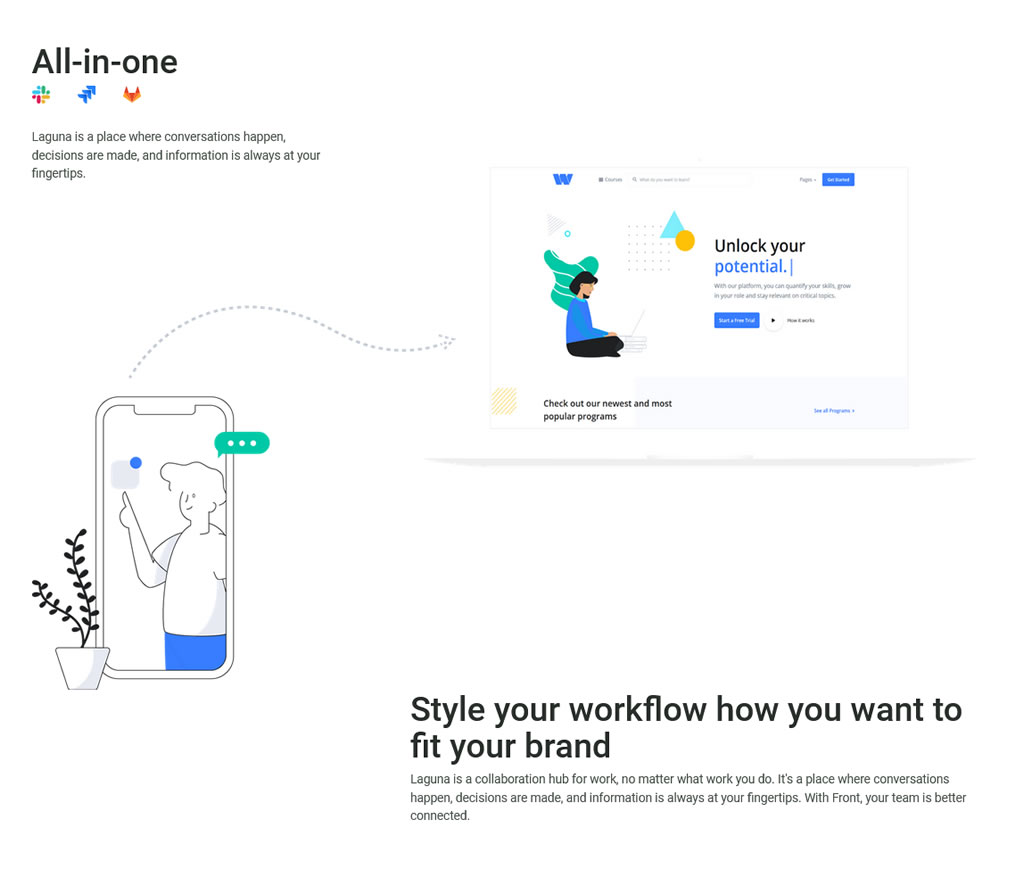 All-in-one
Laguna is a place where conversations happen,
decisions are made, and information is always at your
fingertips.
W
Courses
What do you want to learn?
Pages
Get Started
Unlock your
potential.|
With our platform, you can quantify your skills, grow
in your role and stay relevant on critical topics.
Start a Free Trial
How it works
Check out our newest and most
popular programs
See all Programs
Style your workflow how you want to
fit your brand
Laguna is a collaboration hub for work, no matter what work you do. It's a place where conversations
happen, decisions are made, and information is always at your fingertips. With Front, your team is better
connected.